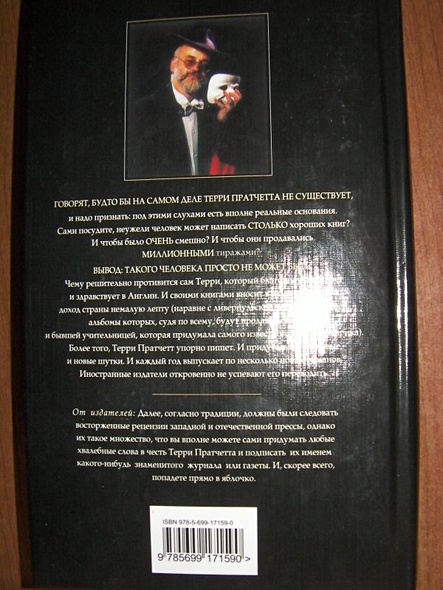 ГОВОРЯТ, БУДТО БЫ НА САМОМ ДЕЛЕ ТЕРРИ ПРАТЧЕТТА НЕ СУЩЕСТВУЕТ,
и надо признать: под этими слухами есть вполне реальные основания.
Сами посудите, неужели человек может написать СТОЛЬКО хороших книг?
И чтобы было ОЧЕНЬ смешно? И чтобы они продавались
МИЛЛИОННЫМИ тиражами?
ВЫВОД: ТАКОГО ЧЕЛОВЕКА ПРОСТО НЕ МОЖЕТ
Чему решительно противится сам Терри, который
и здравствует в Англии. И своими книгами вносит
доход страны немалую лепту (наравне с
альбомы которых, судя по всему, будут
и бывшей учительницей, которая придумала самого
Более того, Терри Пратчетт упорно пишет. И
и новые шутки. И каждый год выпускает по несколько
Иностранные издатели откровенно не успевают его переводить
От издателей: Далее, согласно традиции, должны были следовать
восторженные рецензии западной и отечественной прессы, однако
их такое множество, что вы вполне можете сами придумать любые
хвалебные слова в честь Терри Пратчетта и подписать их именем
какого-нибудь знаменитого журнала или газеты. И, скорее всего,
попадете прямо в яблочко.
ISBN 978-5-699-17159-0
9 785699 171590 >